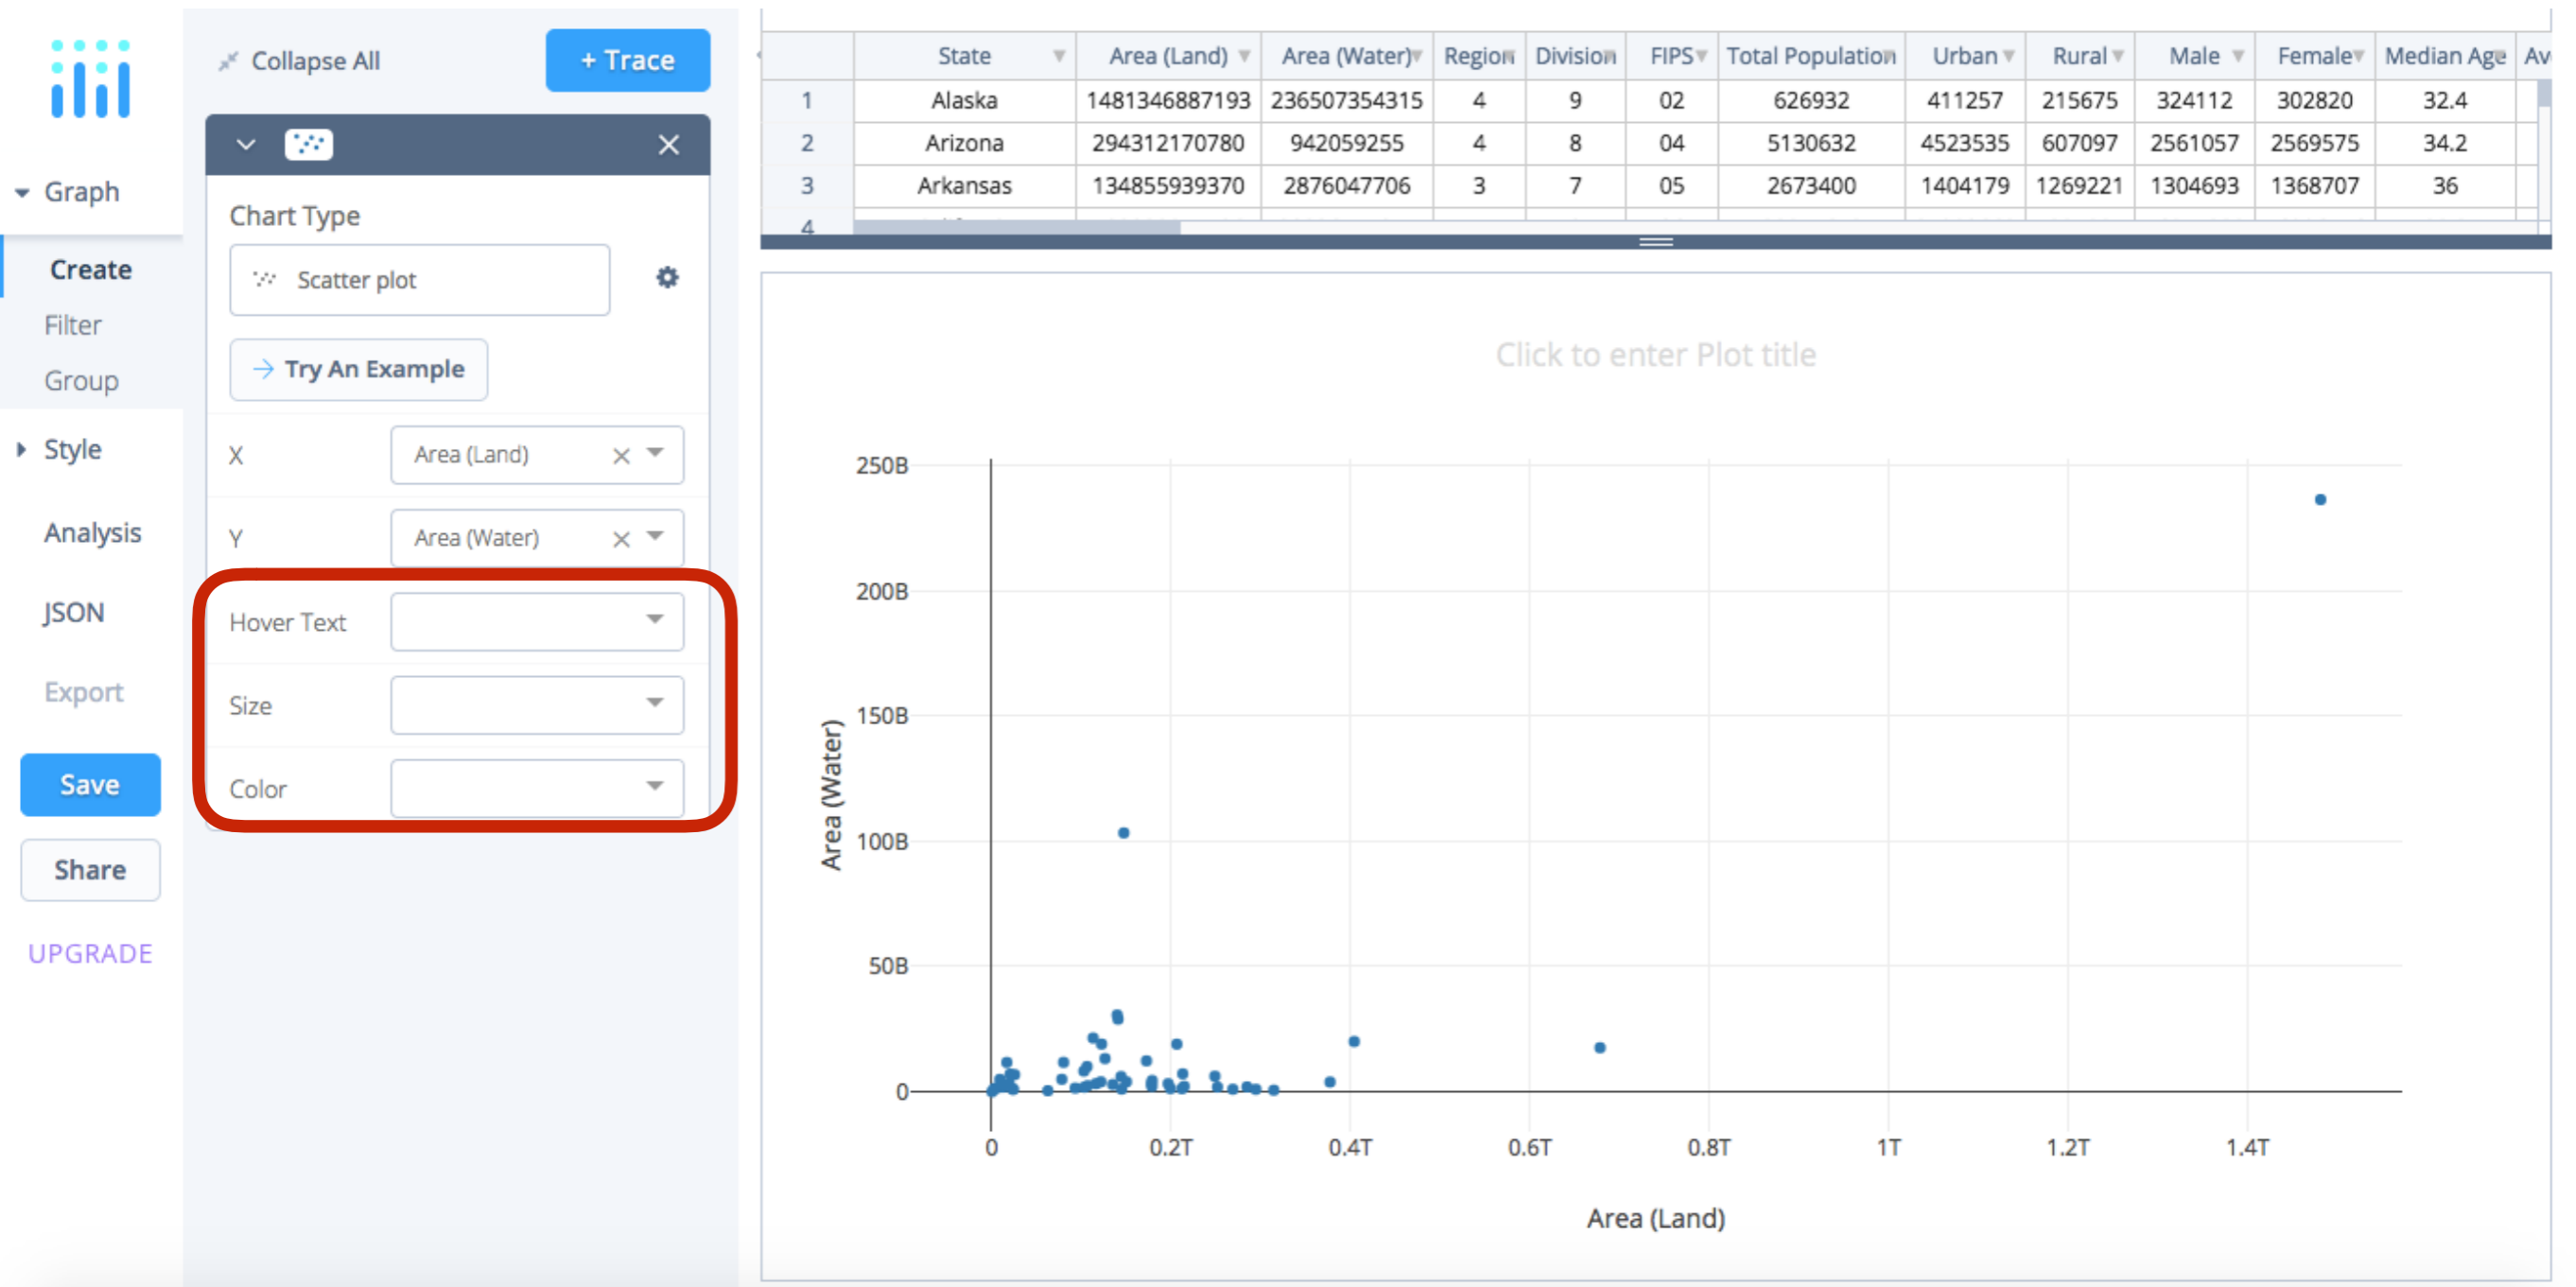 Collapse All
+ Trace
Graph
Create
Filter
Group
Style
Analysis
JSON
Export
Save
Share
UPGRADE
Chart Type
Scatter plot
Try An Example
X Area (Land)
Y Area (Water)
Hover Text
Size
Color
State Area (Land) Area (Water) Region Division FIPS Total Population Urban Rural Male Female Median Age
1 Alaska 1481346887193 236507354315 4 9 02 626932 411257 215675 324112 302820 32.4
2 Arizona 294312170780 942059255 4 8 04 5130632 4523535 607097 2561057 2569575 34.2
3 Arkansas 134855939370 2876047706 3 7 05 2673400 1404179 1269221 1304693 1368707 36
4
Click to enter Plot title
250B
200B
150B
100B
50B
0
Area (Water)
0 0.2T 0.4T 0.6T 0.8T 1T 1.2T 1.4T
Area (Land)